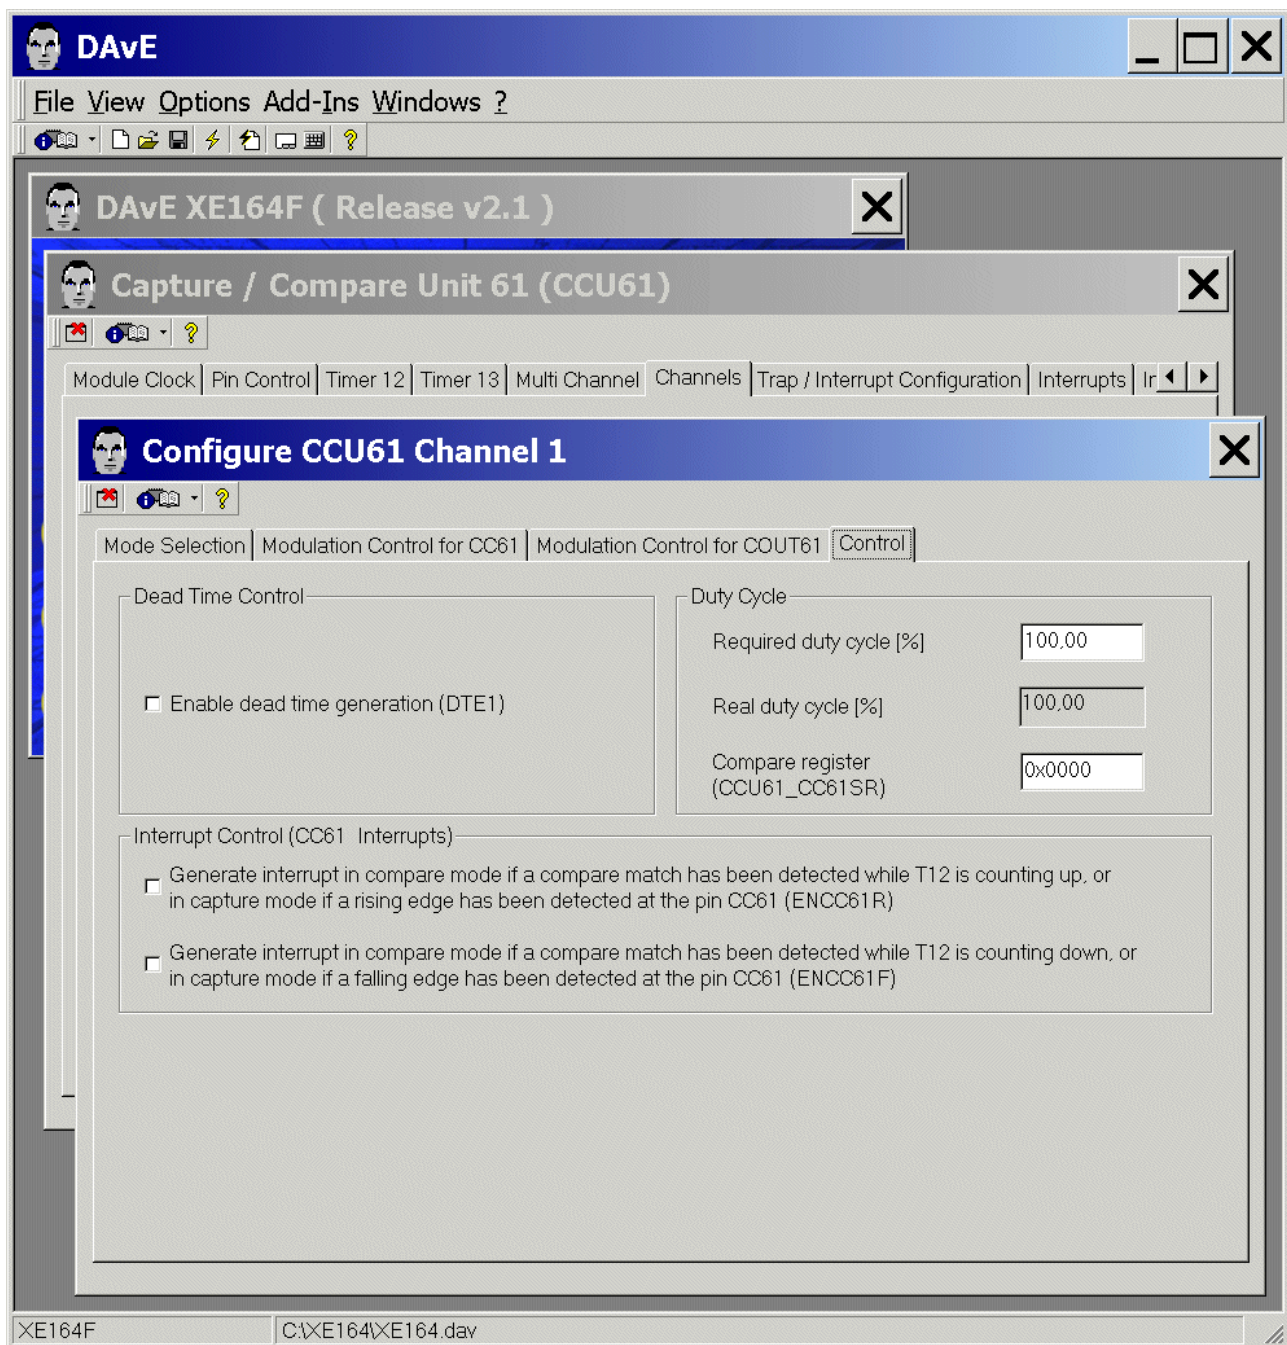 DAvE
File View Options Add-Ins Windows ?
DAvE XE164F ( Release v2.1 )
Capture / Compare Unit 61 (CCU61)
Module Clock Pin Control Timer 12 Timer 13 Multi Channel Channels Trap / Interrupt Configuration Interrupts Ir
Configure CCU61 Channel 1
Mode Selection Modulation Control for CC61 Modulation Control for COUT61 Control
Dead Time Control
Enable dead time generation (DTE1)
Duty Cycle
Required duty cycle [%] 100,00
Real duty cycle [%] 100,00
Compare register
(CCU61_CC61SR) 0x0000
Interrupt Control (CC61 Interrupts)
Generate interrupt in compare mode if a compare match has been detected while T12 is counting up, or
in capture mode if a rising edge has been detected at the pin CC61 (ENCC61R)
Generate interrupt in compare mode if a compare match has been detected while T12 is counting down, or
in capture mode if a falling edge has been detected at the pin CC61 (ENCC61F)
XE164F C:\XE164\XE164.dav